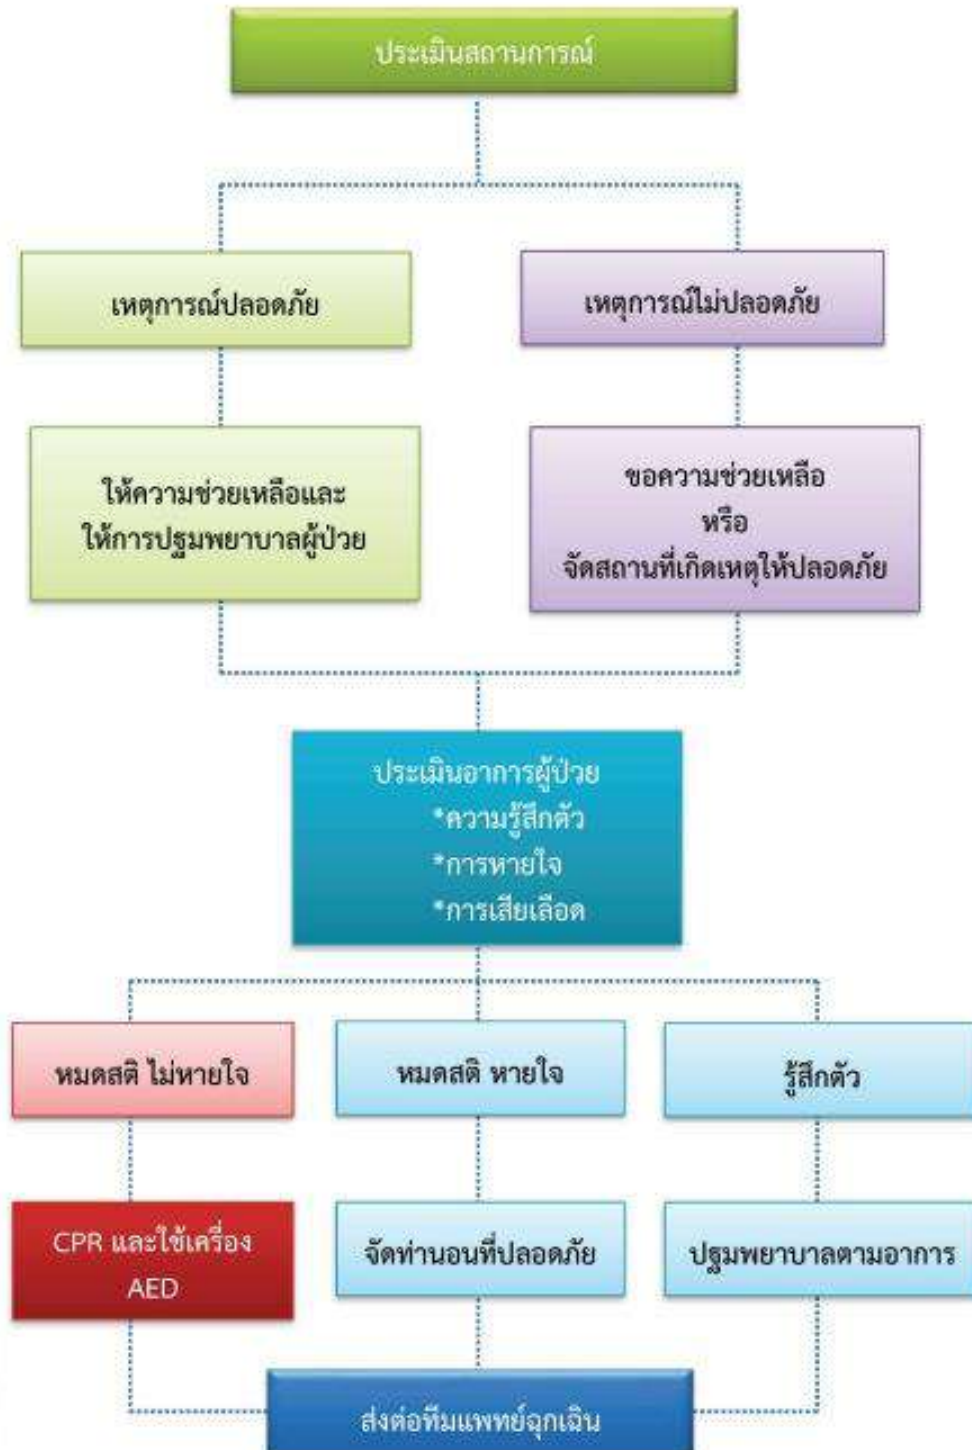 ประเมินสถานการณ์
เหตุการณ์ปลอดภัย
เหตุการณ์ไม่ปลอดภัย
ให้ความช่วยเหลือและ
ให้การปฐมพยาบาลผู้ป่วย
ขอความช่วยเหลือ
หรือ
จัดสถานที่เกิดเหตุให้ปลอดภัย
ประเมินอาการผู้ป่วย
*ความรู้สึกตัว
*การหายใจ
*การเสียเลือด
หมดสติ ไม่หายใจ
หมดสติ หายใจ
รู้สึกตัว
CPR และใช้เครื่อง
AED
จัดท่านอนที่ปลอดภัย
ปฐมพยาบาลตามอาการ
ส่งต่อทีมแพทย์ฉุกเฉิน